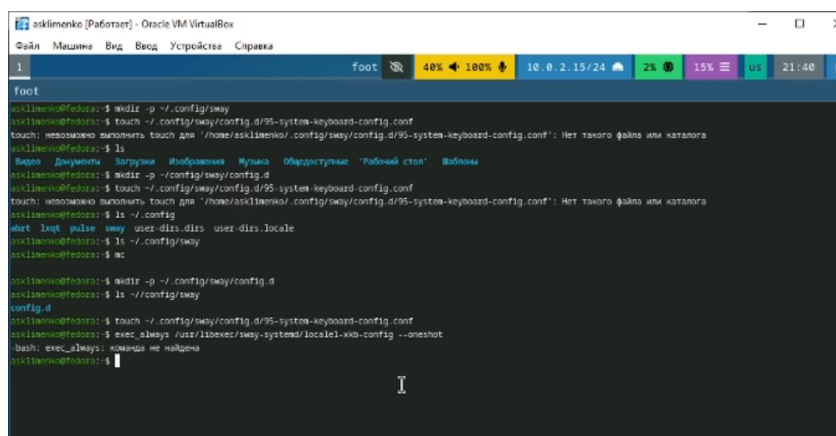 asklimenko [Работает] - Oracle VM VirtualBox
Файл Машина Вид Ввод Устройства Справка
1 foot 40% 100% 10.0.2.15/24 2% 15% us 21:40
foot
asklimenko@fedora:~$ mkdir -p ~/.config/sway
asklimenko@fedora:~$ touch ~/.config/sway/config.d/95-system-keyboard-config.conf
touch: невозможно выполнить touch для '/home/asklimenko/.config/sway/config.d/95-system-keyboard-config.conf': Нет такого файла или каталога
asklimenko@fedora:~$ ls
Видео Документы Загрузки Изображения Музыка Общедоступные 'Рабочий стол' Шаблоны
asklimenko@fedora:~$ mkdir -p ~/config/sway/config.d
asklimenko@fedora:~$ touch ~/.config/sway/config.d/95-system-keyboard-config.conf
touch: невозможно выполнить touch для '/home/asklimenko/.config/sway/config.d/95-system-keyboard-config.conf': Нет такого файла или каталога
asklimenko@fedora:~$ ls ~/.config
abrt lxqt pulse sway user-dirs.dirs user-dirs.locale
asklimenko@fedora:~$ ls ~/.config/sway
asklimenko@fedora:~$ mc
asklimenko@fedora:~$ mkdir -p ~/.config/sway/config.d
asklimenko@fedora:~$ ls ~//config/sway
config.d
asklimenko@fedora:~$ touch ~/.config/sway/config.d/95-system-keyboard-config.conf
asklimenko@fedora:~$ exec_always /usr/libexec/sway-systemd/locale1-xkb-config --oneshot
-bash: exec_always: команда не найдена
asklimenko@fedora:~$